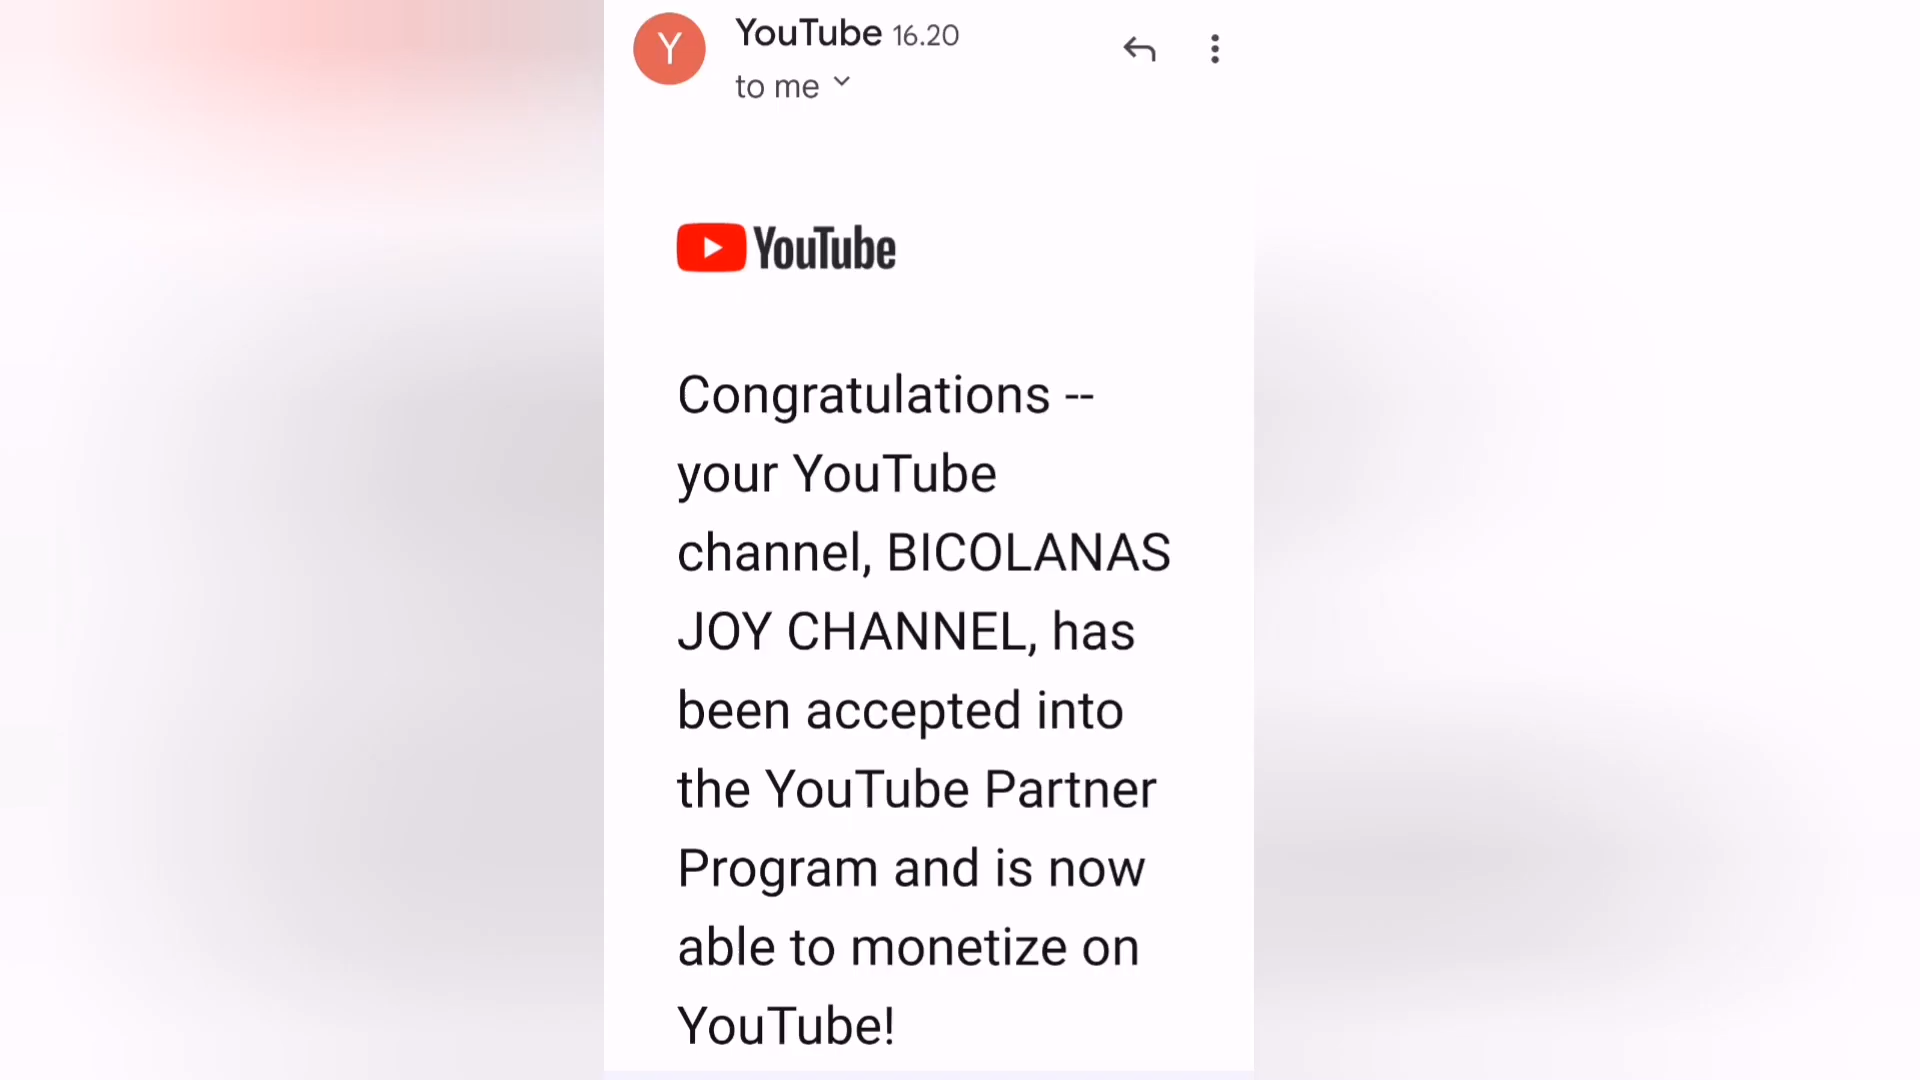 Y
YouTube 16.20
to me
YouTube
Congratulations --
your YouTube
channel, BICOLANAS
JOY CHANNEL, has
been accepted into
the YouTube Partner
Program and is now
able to monetize on
YouTube!